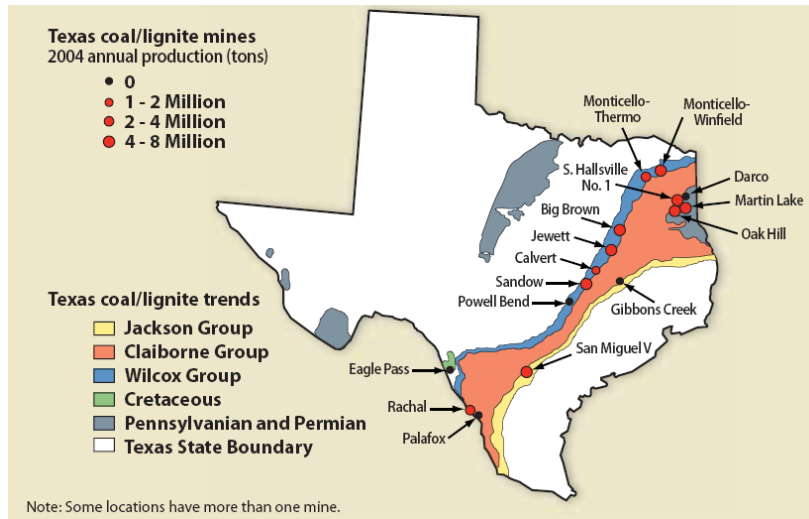 Texas coal/lignite mines
2004 annual production (tons)
0
1 - 2 Million
2 - 4 Million
4 - 8 Million
Monticello-
Thermo
Monticello-
Winfield
S. Hallsville
No. 1
Darco
Martin Lake
Oak Hill
Big Brown
Jewett
Calvert
Sandow
Powell Bend
Gibbons Creek
San Miguel V
Eagle Pass
Rachal
Palafox
Texas coal/lignite trends
Jackson Group
Claiborne Group
Wilcox Group
Cretaceous
Pennsylvanian and Permian
Texas State Boundary
Note: Some locations have more than one mine.